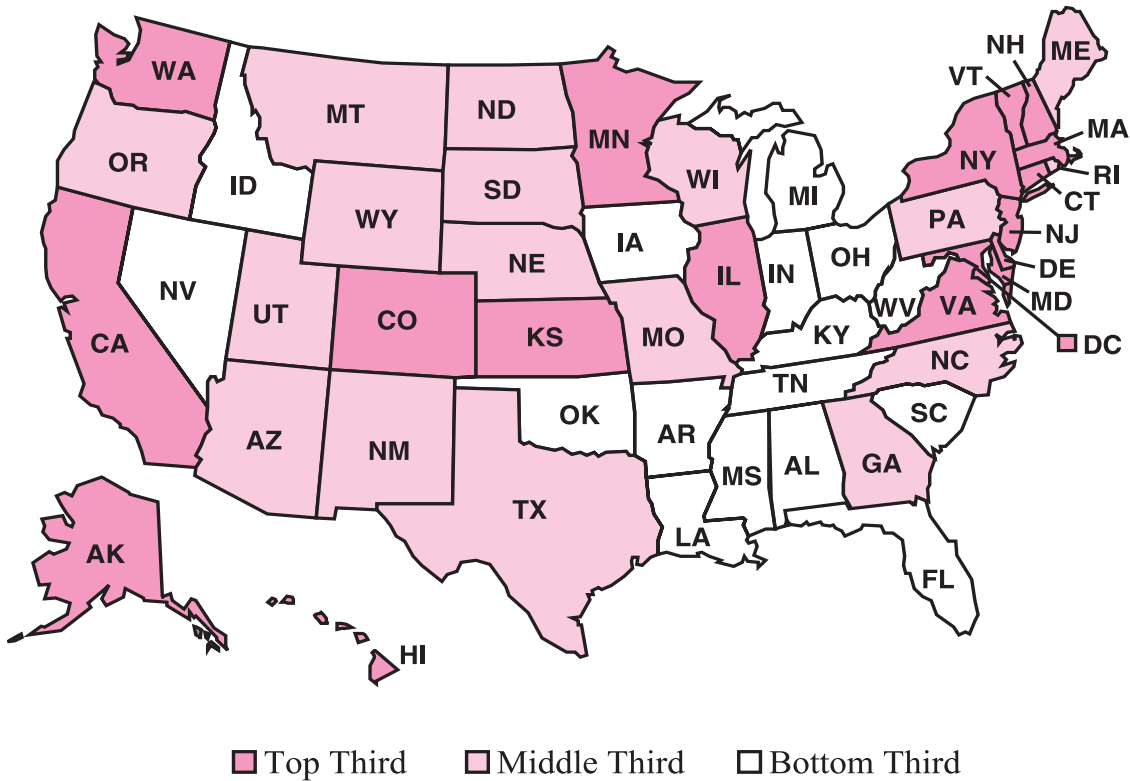 NH
ME
VT
WA
MT
ND
MN
MA
OR
ID
SD
WI
NY
RI
MI
CT
WY
PA
NJ
IA
NE
OH
DE
NV
IL
IN
MD
UT
CO
WV
VA
CA
KS
MO
KY
DC
NC
TN
OK
SC
AZ
NM
AR
GA
MS
AL
TX
LA
AK
FL
HI
Top Third
Middle Third
Bottom Third